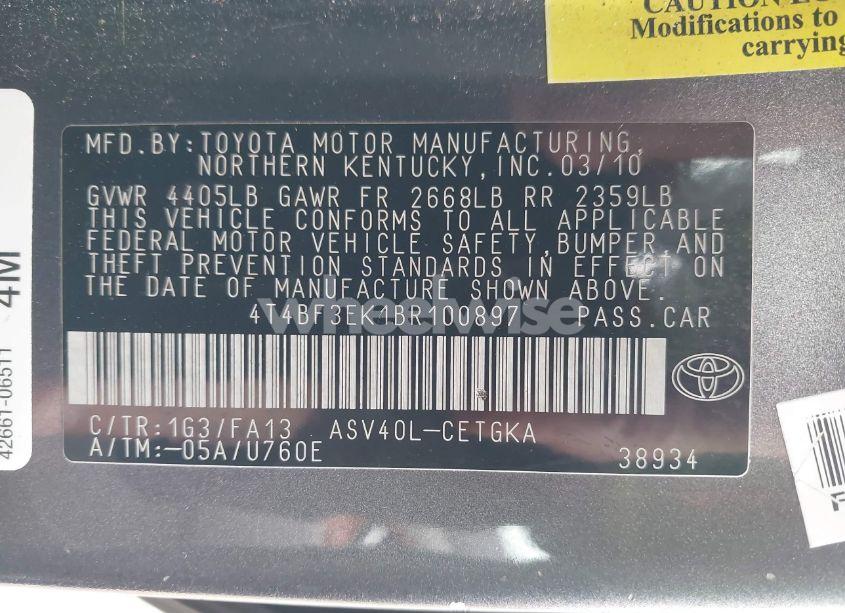 CAUTION
Modifications to
carrying
4M
42661-06511
MFD.BY:TOYOTA MOTOR MANUFACTURING,
NORTHERN KENTUCKY,INC.03/10
GVWR 4405LB GAWR FR 2668LB RR 2359LB
THIS VEHICLE CONFORMS TO ALL APPLICABLE
FEDERAL MOTOR VEHICLE SAFETY,BUMPER,AND
THEFT PREVENTION STANDARDS IN EFFECT ON
THE DATE OF MANUFACTURE SHOWN ABOVE.
wheelwise
4T4BF3EK1BR100897 PASS.CAR
C/TR:1G3/FA13 ASV40L-CETGKA
A/TM:-05A/U760E
38934